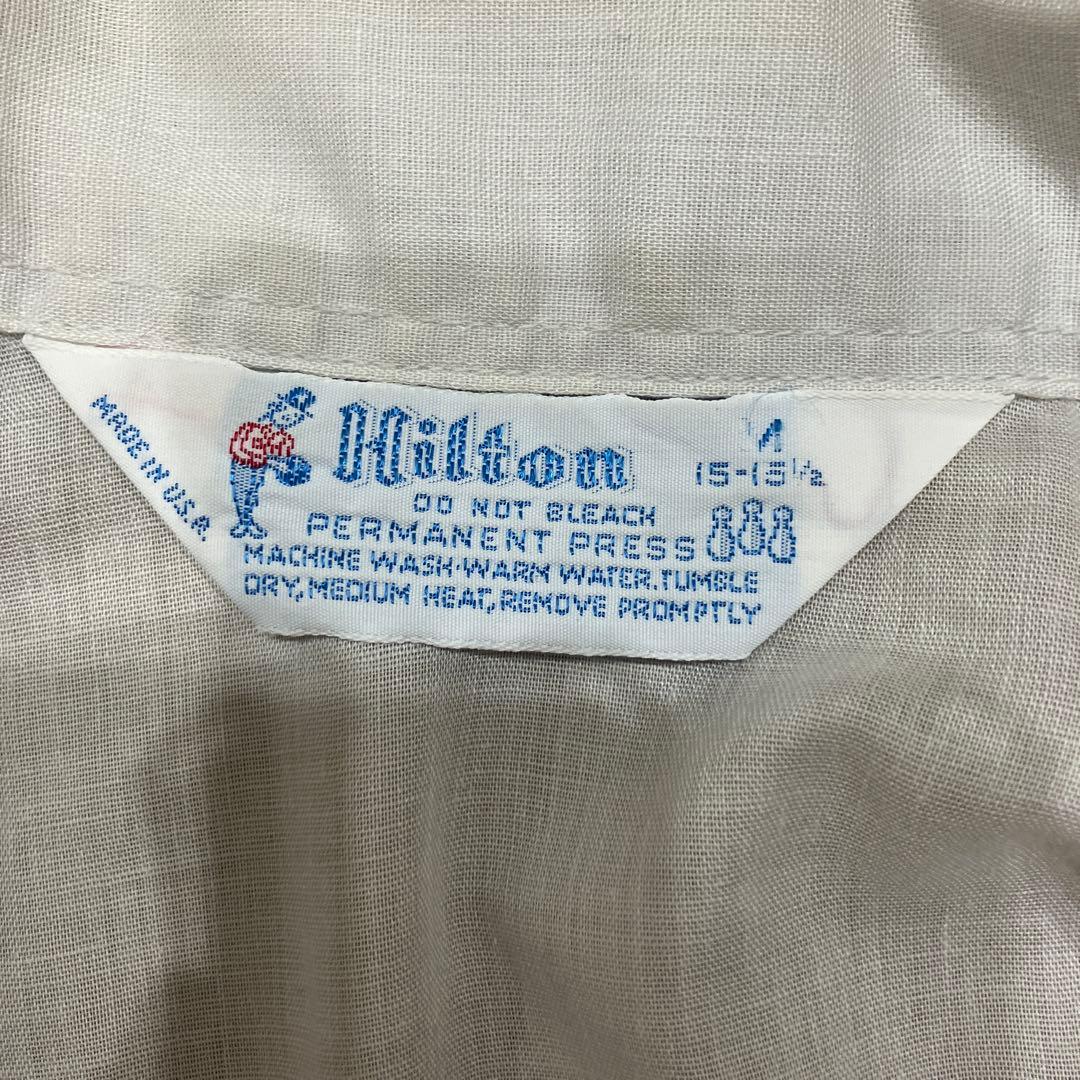 MADE IN U.S.A.
Hilton
M
15-15½
DO NOT BLEACH
PERMANENT PRESS
MACHINE WASH·WARM WATER.TUMBLE
DRY, MEDIUM HEAT, REMOVE PROMPTLY